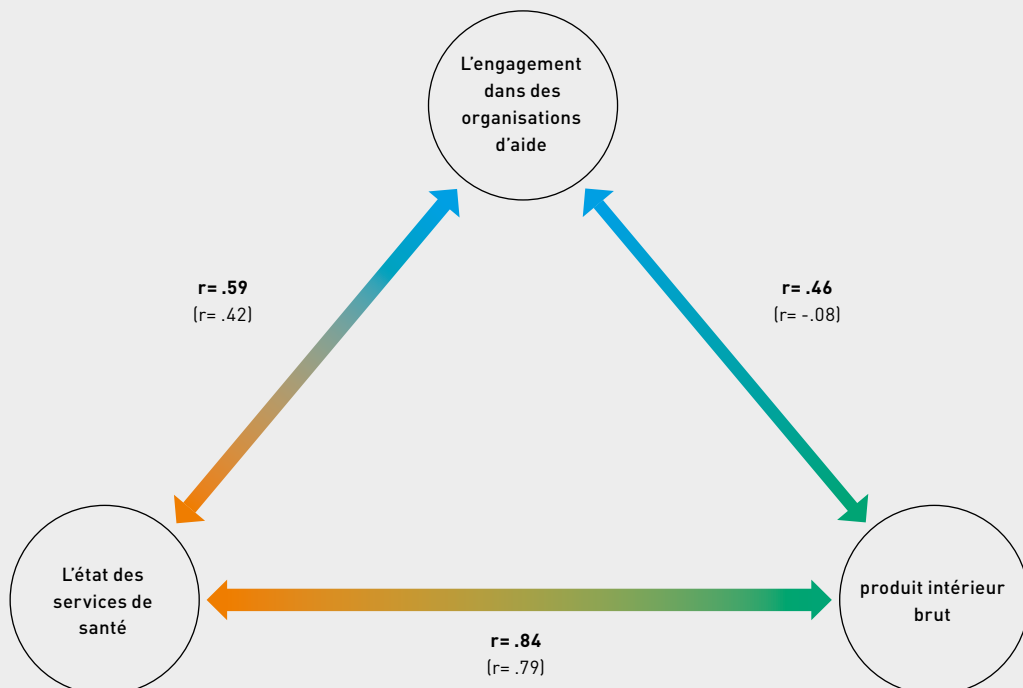 L'engagement
dans des
organisations
d'aide
r= .59
(r= .42)
r= .46
(r= -.08)
L'état des
services de
santé
produit intérieur
brut
r= .84
(r= .79)